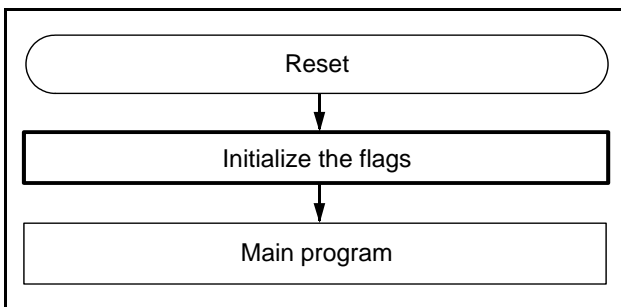 Reset
Initialize the flags
Main program